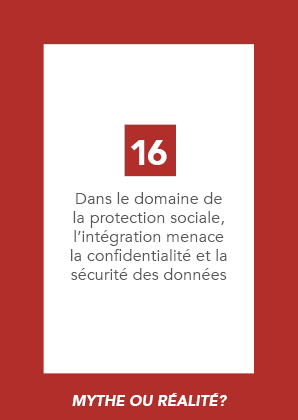 16
Dans le domaine de
la protection sociale,
l’intégration menace
la confidentialité et la
sécurité des données
MYTHE OU RÉALITÉ?